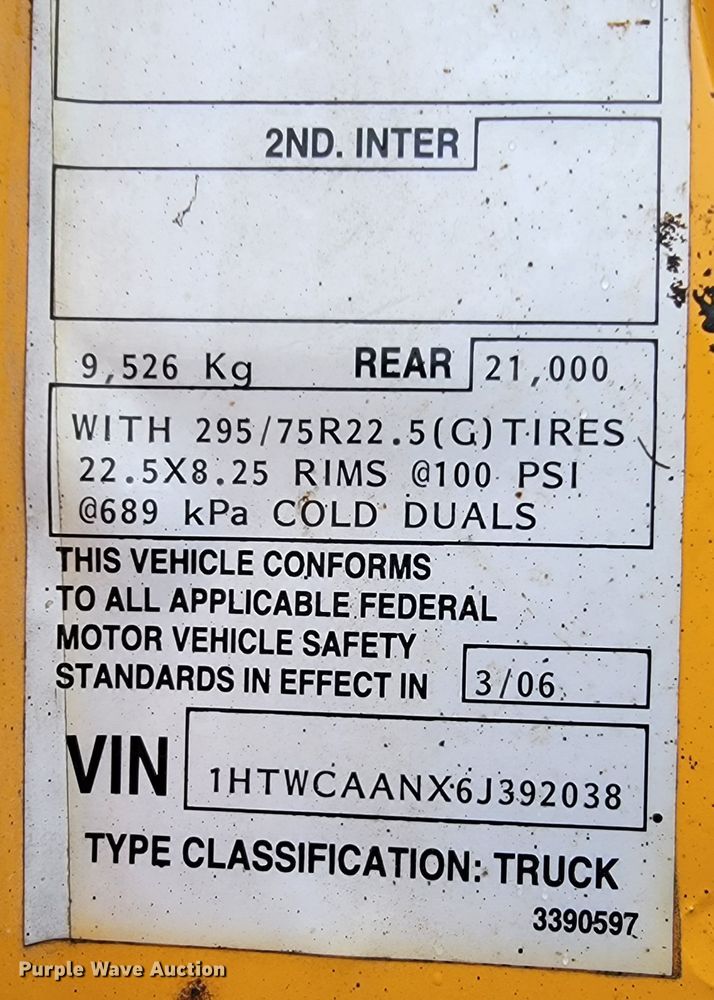 2ND. INTER
9,526 Kg REAR 21,000
WITH 295/75R22.5(G)TIRES
22.5X8.25 RIMS @100 PSI
@689 kPa COLD DUALS
THIS VEHICLE CONFORMS
TO ALL APPLICABLE FEDERAL
MOTOR VEHICLE SAFETY
STANDARDS IN EFFECT IN 3/06
VIN 1HTWCAANX6J392038
TYPE CLASSIFICATION: TRUCK
3390597
Purple Wave Auction